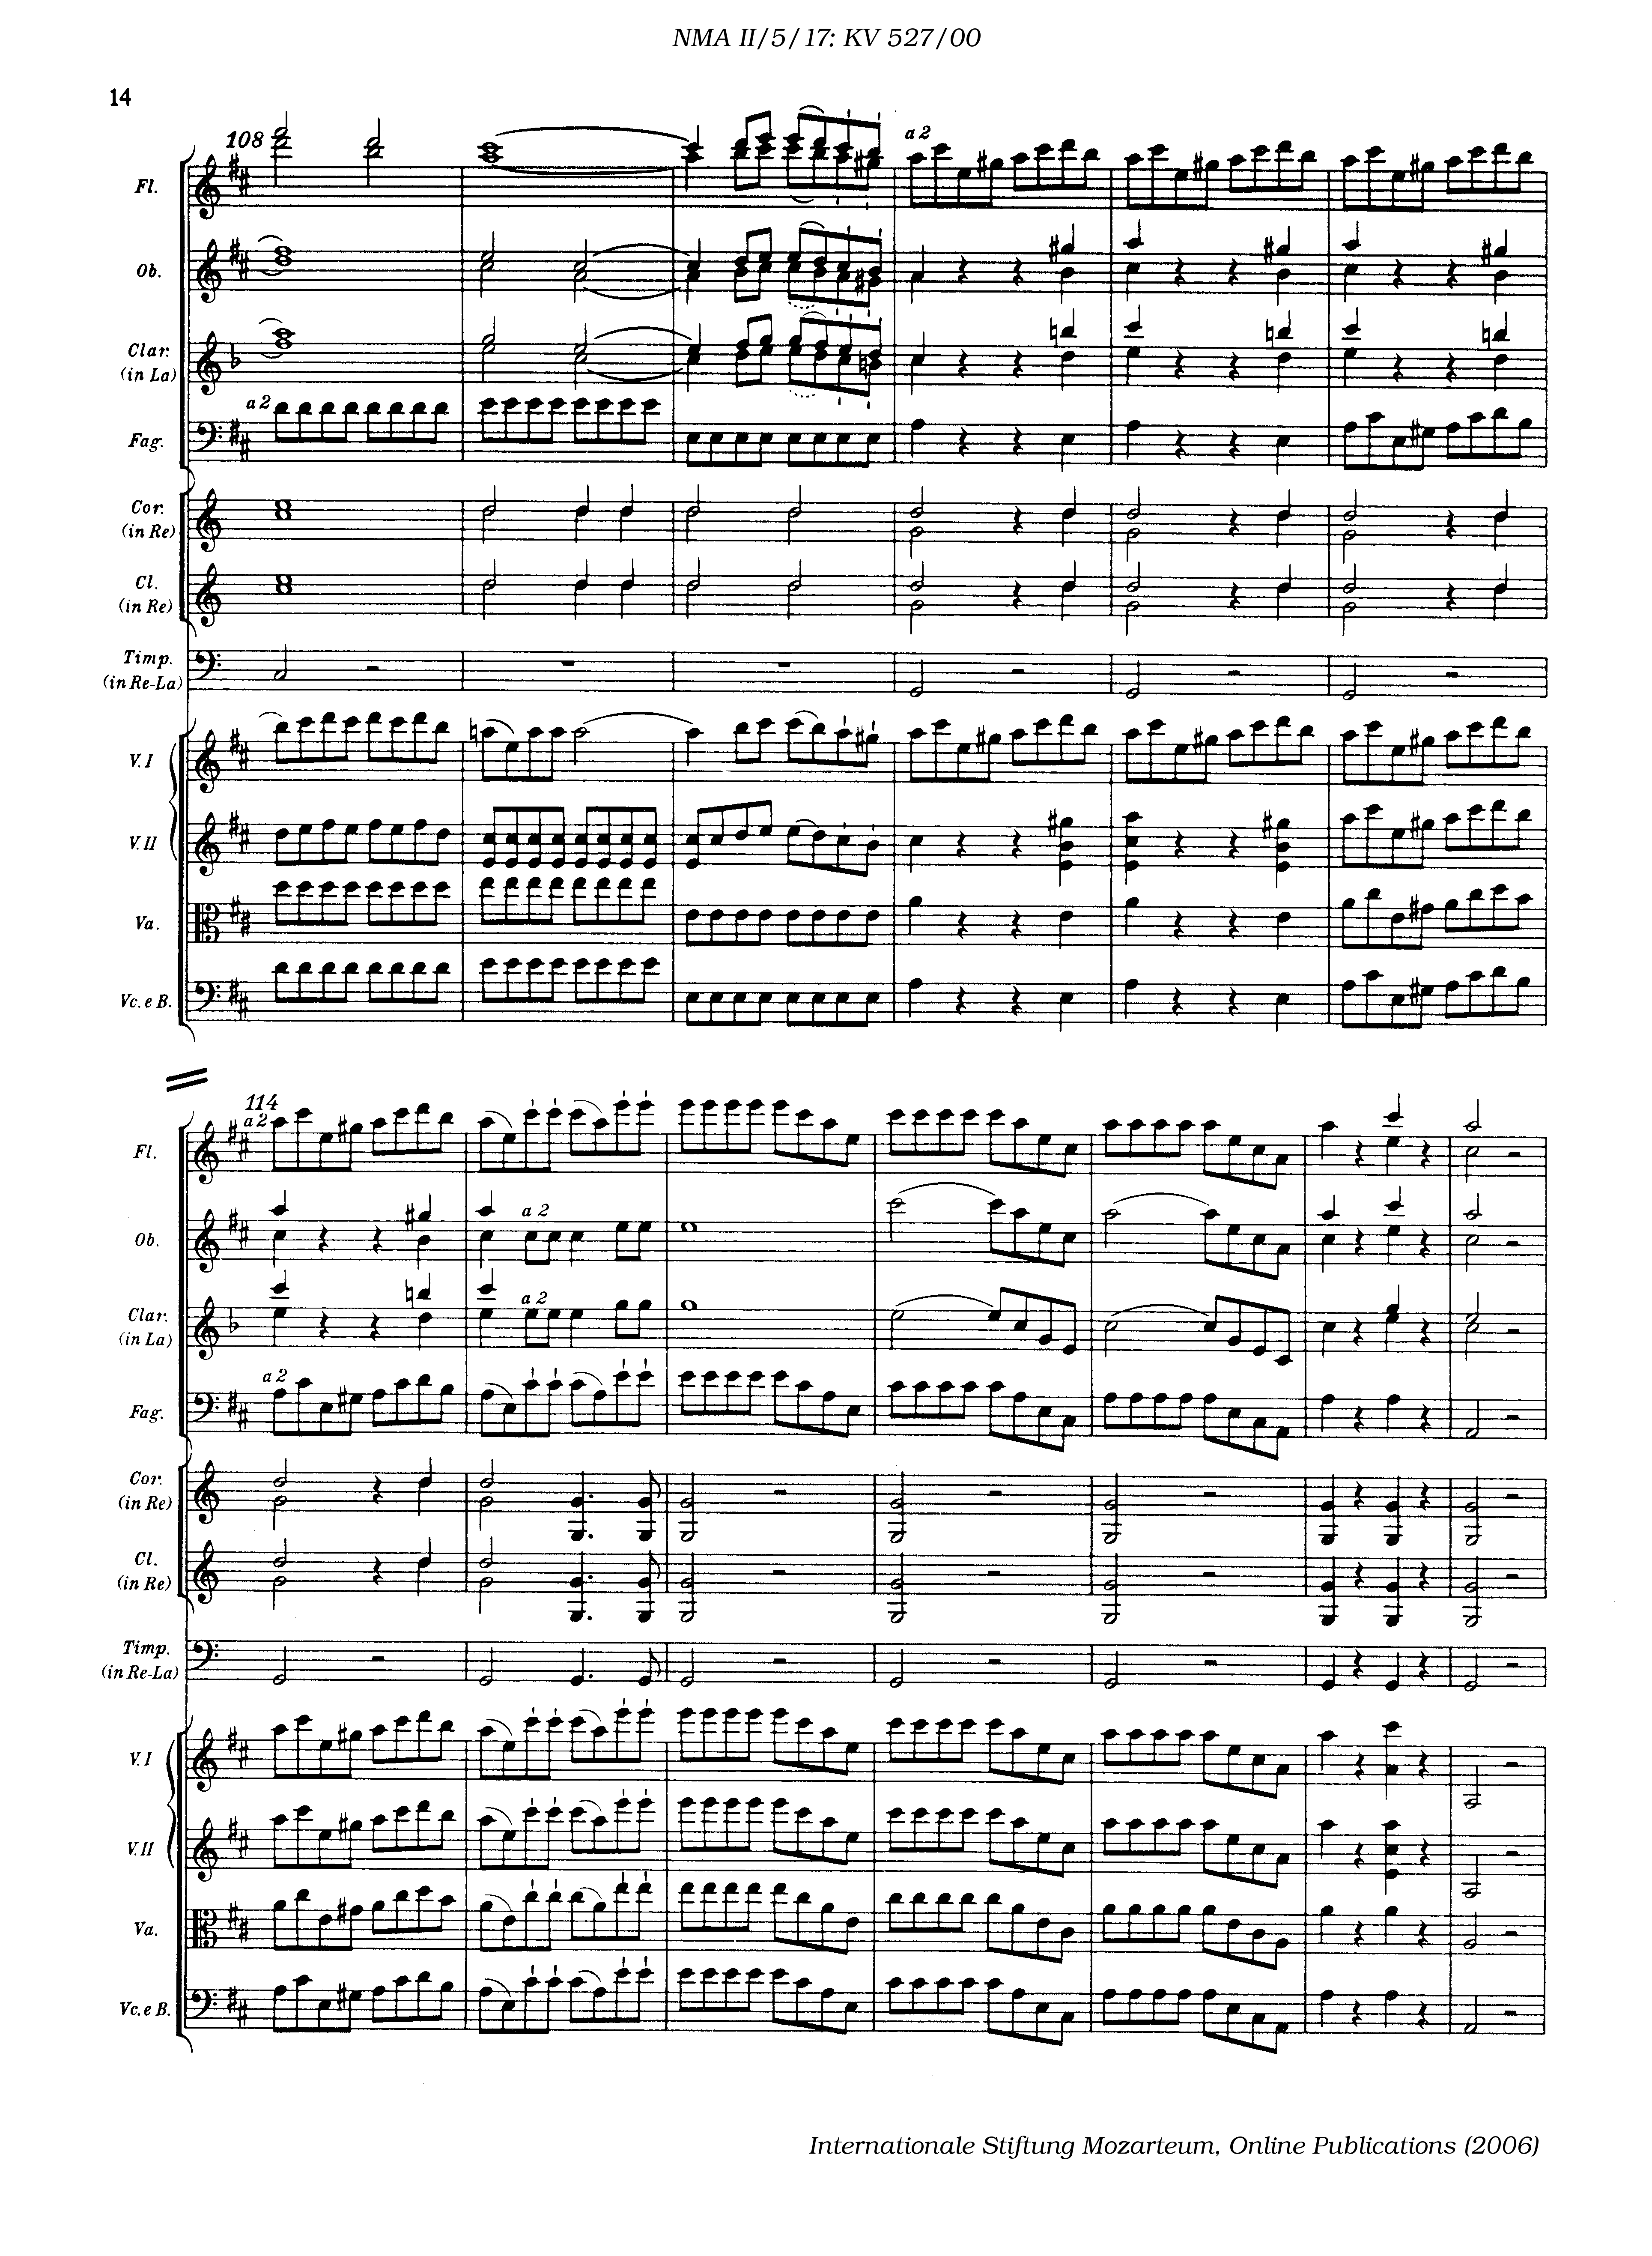 NMA II/5/17: KV 527/00
14
108
a 2
Fl.
Ob.
Clar.
(in La)
a 2
Fag.
Cor.
(in Re)
Cl.
(in Re)
Timp.
(in Re-La)
V. I
V. II
Va.
Vc. e B.
114
a 2
Fl.
a 2
Ob.
Clar.
(in La)
a 2
a 2
Fag.
Cor.
(in Re)
Cl.
(in Re)
Timp.
(in Re-La)
V. I
V. II
Va.
Vc. e B.
Internationale Stiftung Mozarteum, Online Publications (2006)